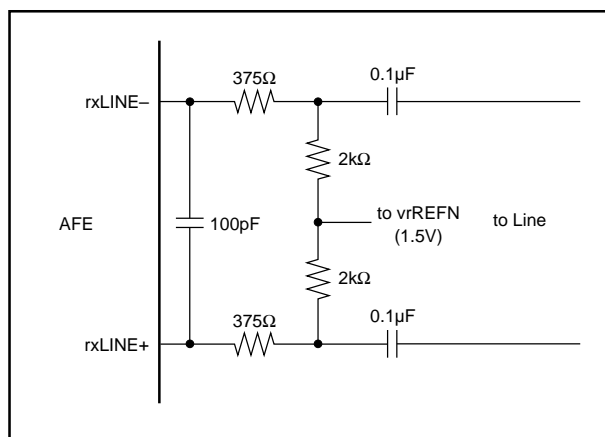 375Ω
0.1µF
rxLINE–
2kΩ
to vrREFN
(1.5V)
to Line
AFE
100pF
2kΩ
375Ω
0.1µF
rxLINE+